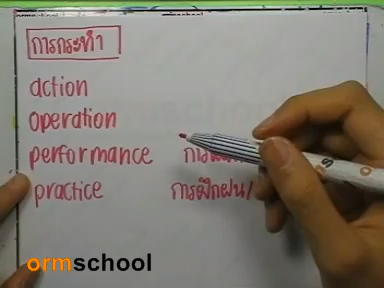 การกระทำ
action
operation
performance
practice การฝึกฝน/
ormschool